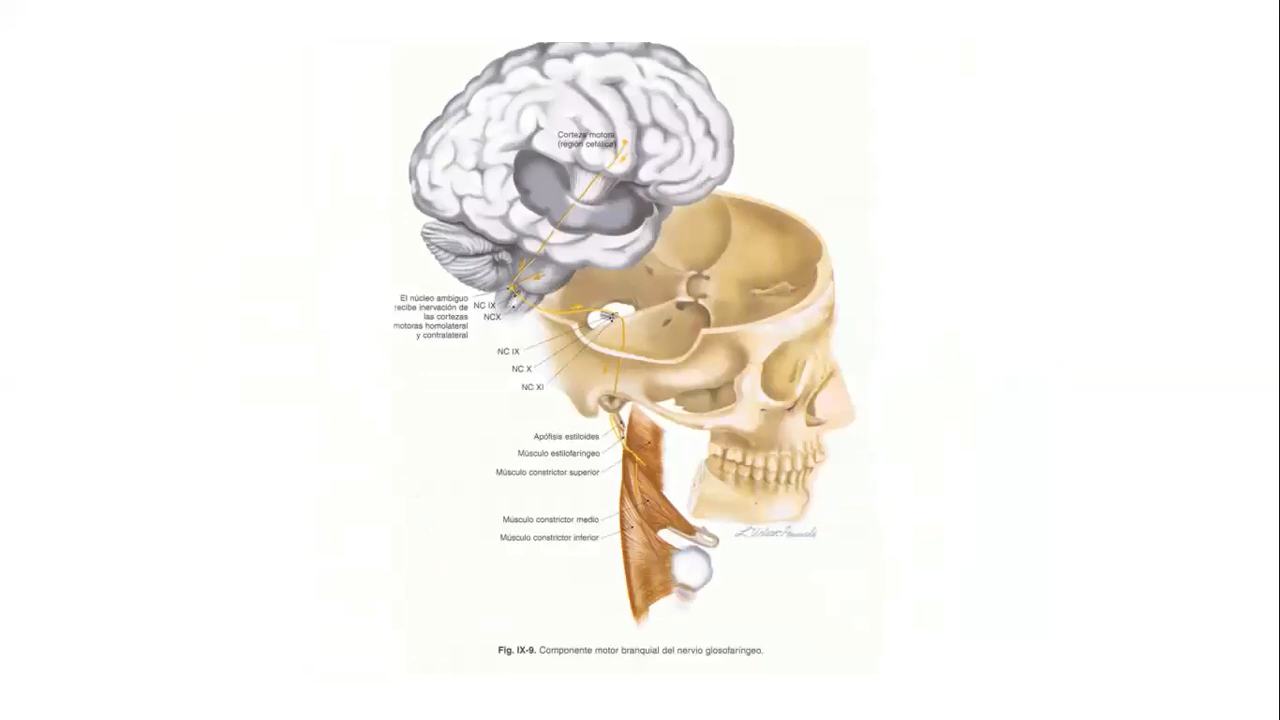 Corteza motora
(región cefálica)
El núcleo ambiguo
recibe inervación de
las cortezas
motoras homolateral
y contralateral
NC IX
NCX
NC IX
NC X
NC XI
Apófisis estiloides
Músculo estilofaríngeo
Músculo constrictor superior
Músculo constrictor medio
Músculo constrictor inferior
Fig. IX-9. Componente motor branquial del nervio glosofaríngeo.